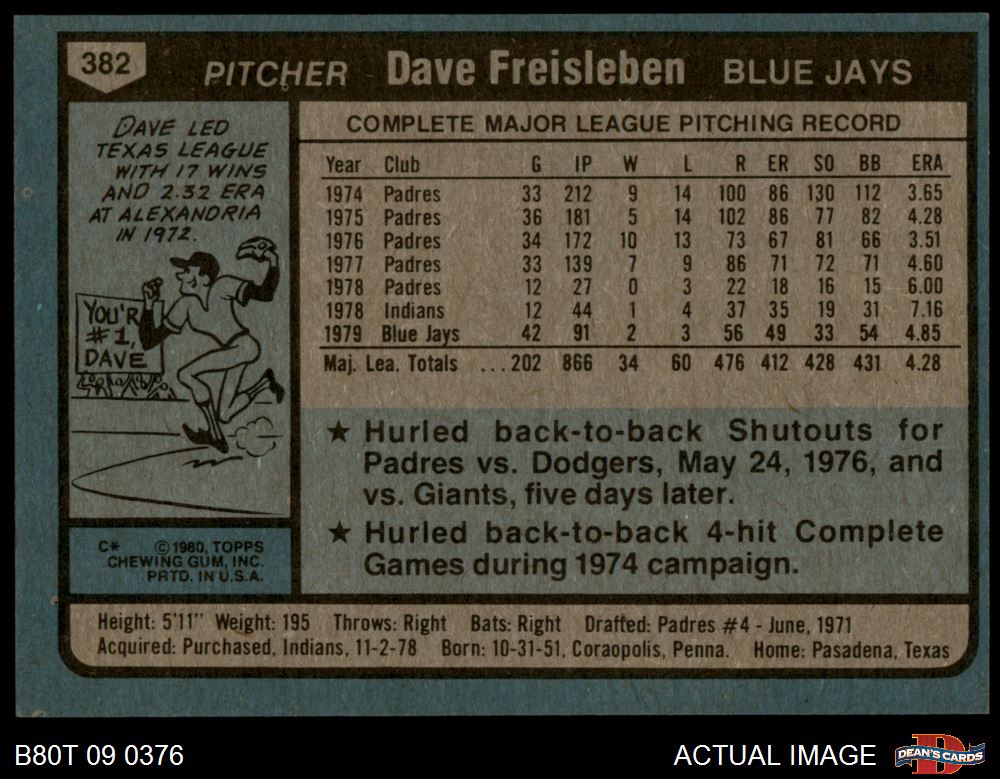 382 PITCHER Dave Freisleben BLUE JAYS
DAVE LED
TEXAS LEAGUE
WITH 17 WINS
AND 2.32 ERA
AT ALEXANDRIA
IN 1972.
YOU'R
#1,
DAVE
COMPLETE MAJOR LEAGUE PITCHING RECORD
Year Club G IP W L R ER SO BB ERA
1974 Padres 33 212 9 14 100 86 130 112 3.65
1975 Padres 36 181 5 14 102 86 77 82 4.28
1976 Padres 34 172 10 13 73 67 81 66 3.51
1977 Padres 33 139 7 9 86 71 72 71 4.60
1978 Padres 12 27 0 3 22 18 16 15 6.00
1978 Indians 12 44 1 4 37 35 19 31 7.16
1979 Blue Jays 42 91 2 3 56 49 33 54 4.85
Maj. Lea. Totals ...202 866 34 60 476 412 428 431 4.28
★ Hurled back-to-back Shutouts for
Padres vs. Dodgers, May 24, 1976, and
vs. Giants, five days later.
★ Hurled back-to-back 4-hit Complete
Games during 1974 campaign.
C* ©1980, TOPPS
CHEWING GUM, INC.
PRTD. IN U.S.A.
Height: 5'11" Weight: 195 Throws: Right Bats: Right Drafted: Padres #4 - June, 1971
Acquired: Purchased, Indians, 11-2-78 Born: 10-31-51, Coraopolis, Penna. Home: Pasadena, Texas
B80T 09 0376 ACTUAL IMAGE D DEAN'S CARDS